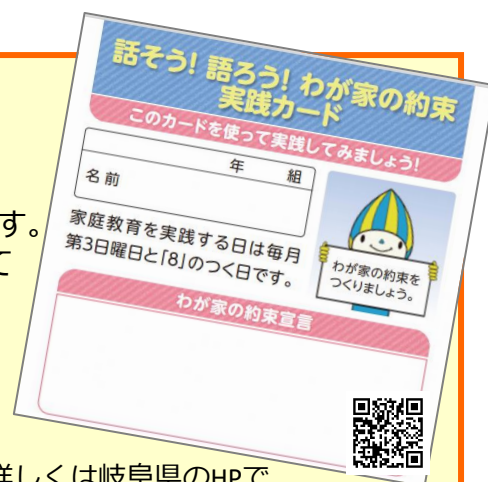 話そう! 語ろう! わが家の約束
実践カード
このカードを使って実践してみましょう!
年 組
名前
家庭教育を実践する日は毎月
第3日曜日と「8」のつく日です。
わが家の約束を
つくりましょう。
わが家の約束宣言
す。
て
詳しくは岐阜県のHPで